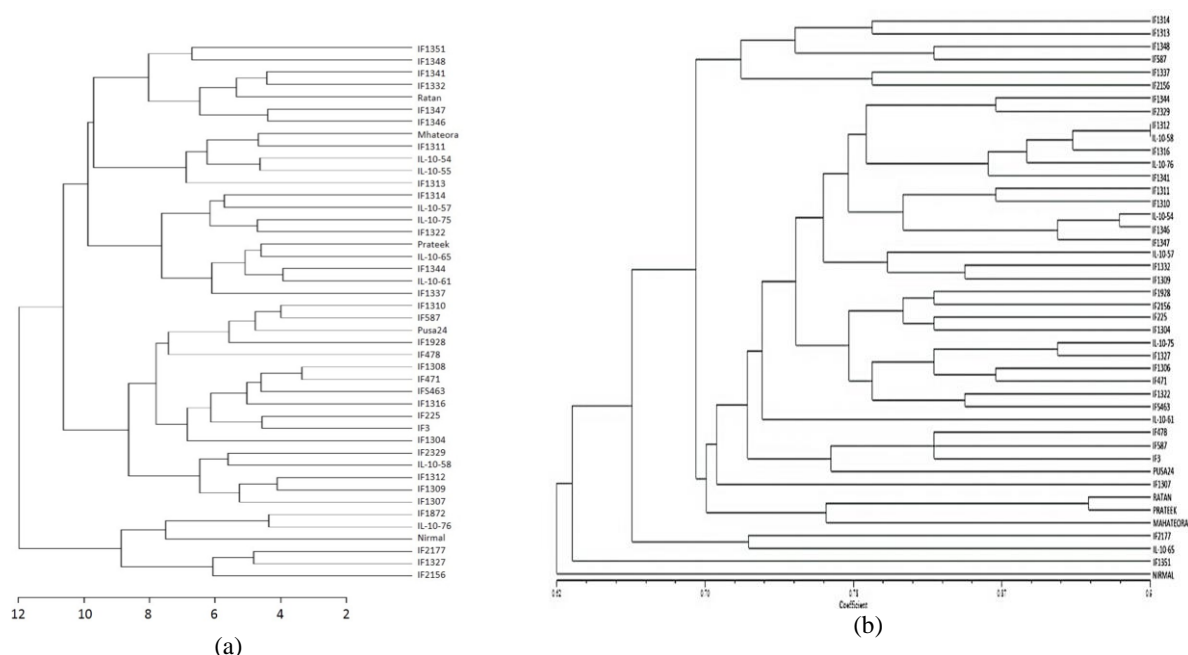 IF1351
IF1348
IF1341
IF1332
Ratan
IF1347
IF1346
Mhateora
IF1311
IL-10-54
IL-10-55
IF1313
IF1314
IL-10-57
IL-10-75
IF1322
Prateek
IL-10-65
IF1344
IL-10-61
IF1337
IF1310
IF587
Pusa24
IF1928
IF478
IF1308
IF471
IF5463
IF1316
IF225
IF3
IF1304
IF2329
IL-10-58
IF1312
IF1309
IF1307
IF1872
IL-10-76
Nirmal
IF2177
IF1327
IF2156
12 10 8 6 4 2
(a)
IF1314
IF1313
IF1348
IF587
IF1337
IF2156
IF1344
IF2329
IF1312
IL-10-58
IF1316
IL-10-76
IF1341
IF1311
IF1310
IL-10-54
IF1346
IF1347
IL-10-57
IF1332
IF1309
IF1928
IF2156
IF225
IF1304
IL-10-75
IF1327
IF1306
IF471
IF1322
IF5463
IL-10-61
IF478
IF587
IF3
PUSA24
IF1307
RATAN
PRATEEK
MAHATEORA
IF2177
IL-10-65
IF1351
NIRMAL
0.70
Coefficient
(b)